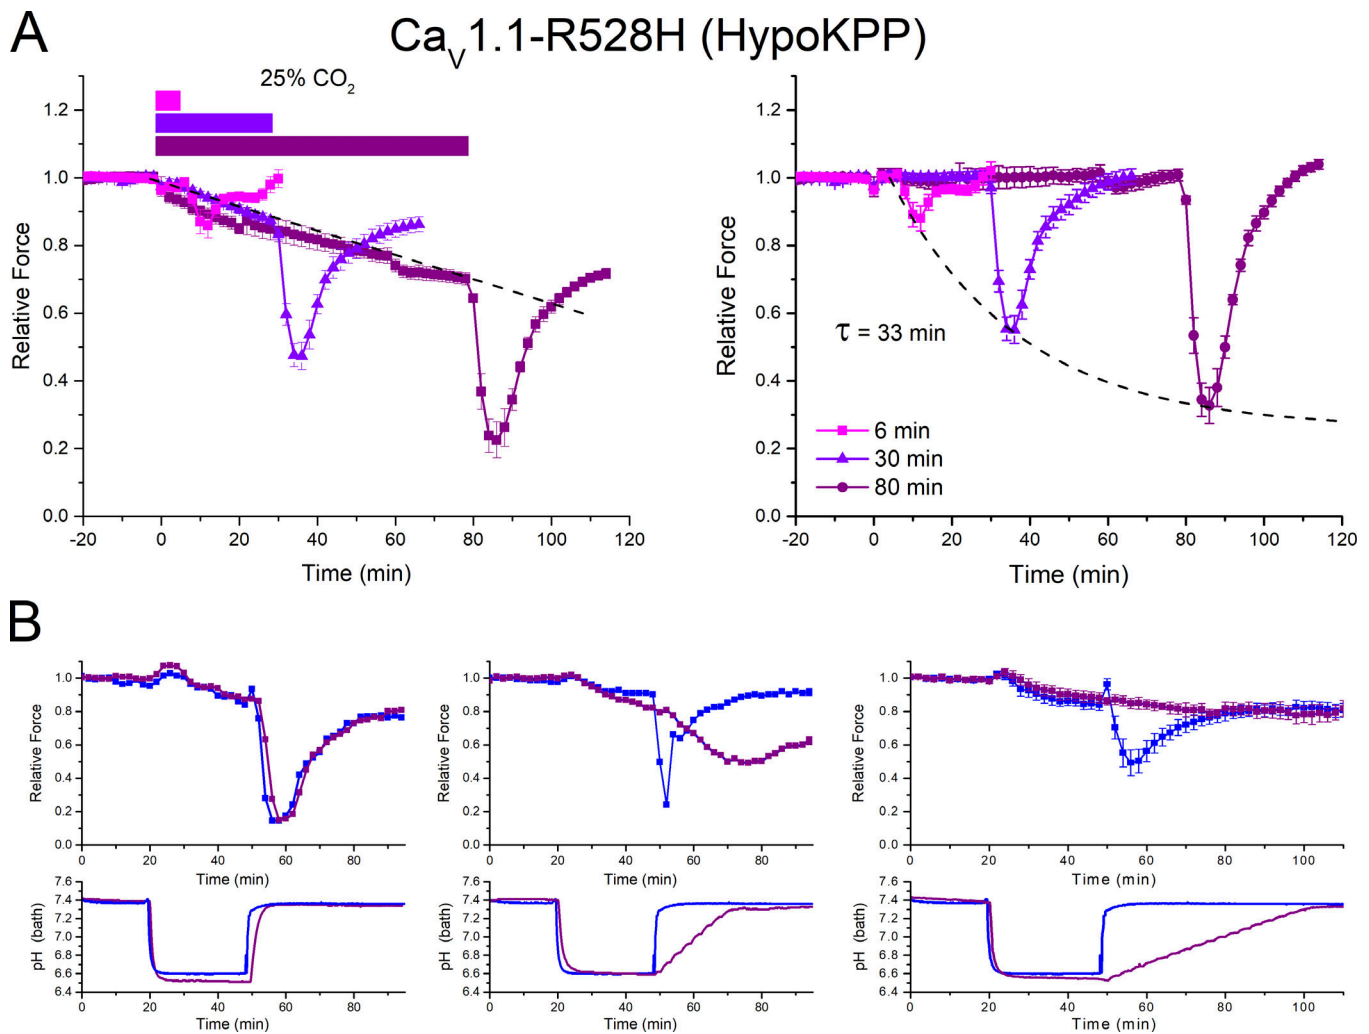 A
Ca_V 1.1-R528H (HypoKPP)
25% CO₂
1.2
1.0
0.8
0.6
0.4
0.2
0.0
Relative Force
-20 0 20 40 60 80 100 120
Time (min)
1.2
1.0
0.8
0.6
0.4
0.2
0.0
Relative Force
τ = 33 min
6 min
30 min
80 min
-20 0 20 40 60 80 100 120
Time (min)
B
1.0
0.8
0.6
0.4
0.2
0.0
Relative Force
0 20 40 60 80
Time (min)
7.6
7.4
7.2
7.0
6.8
6.6
6.4
pH (bath)
0 20 40 60 80
Time (min)
1.0
0.8
0.6
0.4
0.2
0.0
Relative Force
0 20 40 60 80
Time (min)
7.6
7.4
7.2
7.0
6.8
6.6
6.4
pH (bath)
0 20 40 60 80
Time (min)
1.0
0.8
0.6
0.4
0.2
0.0
Relative Force
0 20 40 60 80 100
Time (min)
7.6
7.4
7.2
7.0
6.8
6.6
6.4
pH (bath)
0 20 40 60 80 100
Time (min)